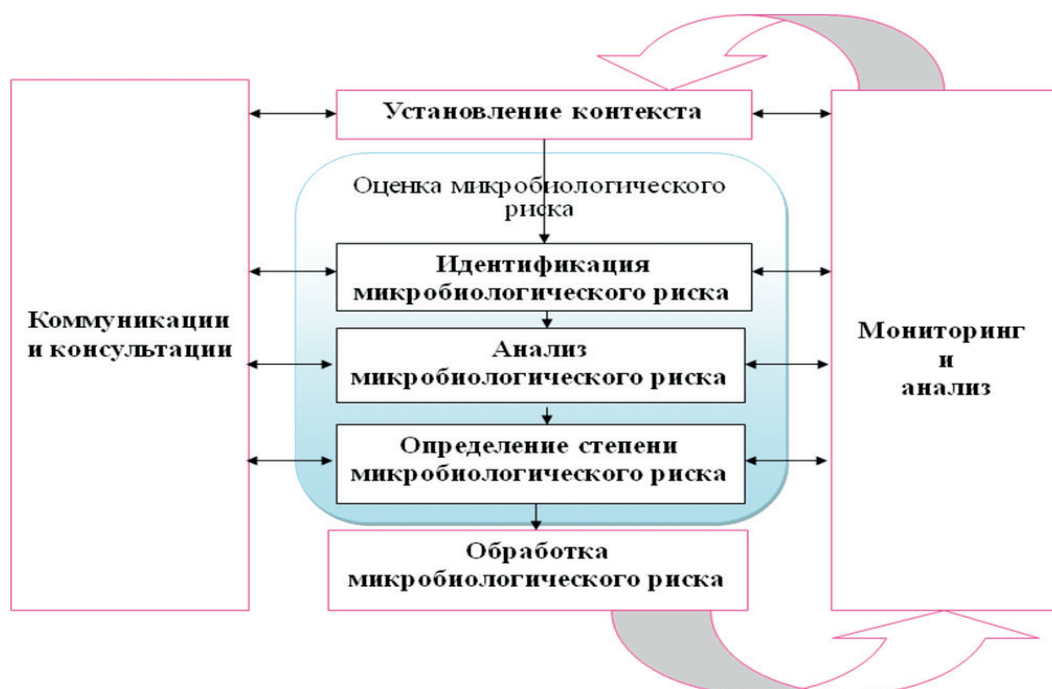 Установление контекста
Оценка микробиологического
риска
Идентификация
микробиологического риска
Коммуникации
и консультации
Анализ
микробиологического риска
Мониторинг
и
анализ
Определение степени
микробиологического риска
Обработка
микробиологического риска